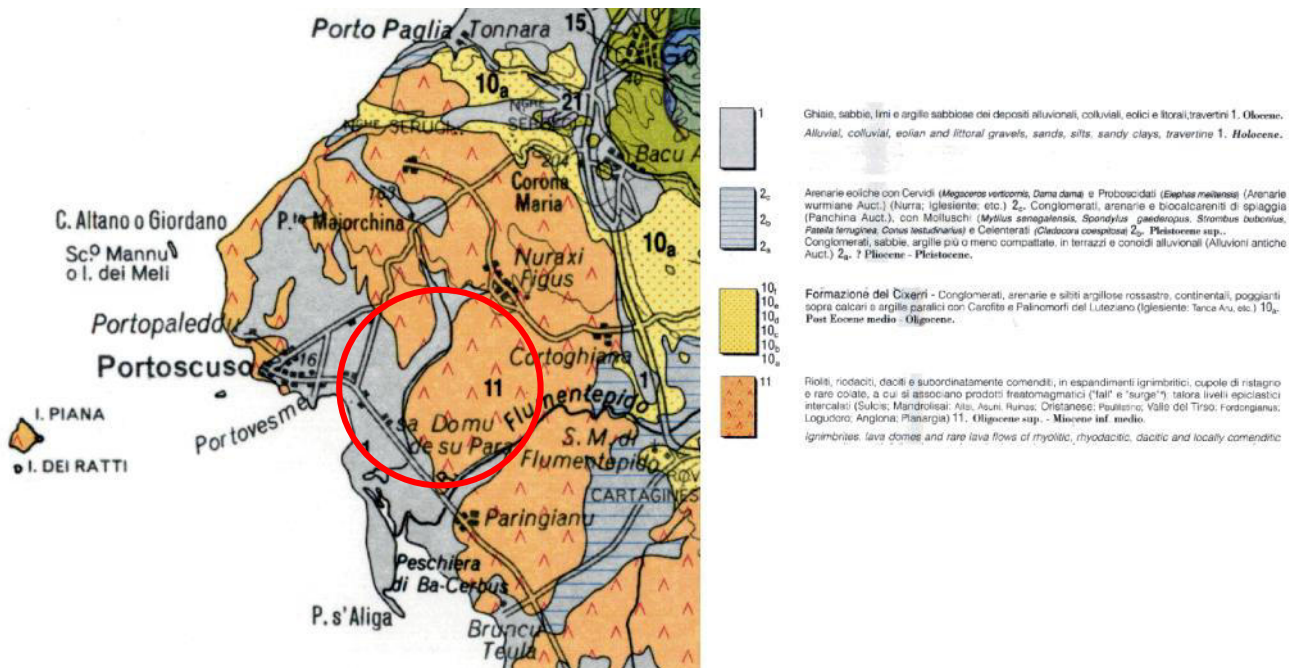 Porto Paglia
Tonnara
15
9
GO
40
10a
21
NGHE
SERUCI
NGHE
204
Bacu A
163
Corona
Maria
C. Altano o Giordano
P.ta Majorchina
10a
Sc.o Mannu
o I. dei Meli
Nuraxi
Figus
Portopaleddu
16
Portoscuso
Cortoghiana
11
1
I. PIANA
Portovesme
Flumentepido
sa Domu
de su Para
1
S. M. di
Flumentepido
I. DEI RATTI
R.
ROV
CARTAGINES
Paringianu
Peschiera
di Ba-Cerbus
P. s'Aliga
Bruncu
Teula
1
Ghiaie, sabbie, limi e argille sabbiose dei depositi alluvionali, colluviali, eolici e litorali, travertini 1. Olocene.
Alluvial, colluvial, eolian and littoral gravels, sands, silts, sandy clays, travertine 1. Holocene.
2c
2b
2a
Arenarie eoliche con Cervidi (Megaceros verticornis, Dama dama) e Proboscidati (Elephas melitensis) (Arenarie
wurmiane Auct.) (Nurra; Iglesiente; etc.) 2c. Conglomerati, arenarie e biocalcareniti di spiaggia
(Panchina Auct.), con Molluschi (Mytilus senegalensis, Spondylus gaederopus, Strombus bubonius,
Patella ferruginea, Conus testudinarius) e Celenterati (Cladocora coespitosa) 2b. Pleistocene sup..
Conglomerati, sabbie, argille più o meno compattate, in terrazzi e conoidi alluvionali (Alluvioni antiche
Auct.) 2a. ? Pliocene - Pleistocene.
10f
10e
10d
10c
10b
10a
Formazione del Cixerri - Conglomerati, arenarie e siltiti argillose rossastre, continentali, poggianti
sopra calcari e argille paralici con Carofite e Palinomorfi del Luteziano (Iglesiente: Tanca Aru, etc.) 10a.
Post Eocene medio - Oligocene.
11
Rioliti, riodaciti, daciti e subordinatamente comenditi, in espandimenti ignimbritici, cupole di ristagno
e rare colate, a cui si associano prodotti freatomagmatici ("fall" e "surge"); talora livelli epiclastici
intercalati (Sulcis; Mandrolisai: Allai, Asuni, Ruinas; Oristanese: Paulilatino; Valle del Tirso: Fordongianus;
Logudoro; Anglona; Planargia) 11. Oligocene sup. - Miocene inf. medio.
Ignimbrites, lava domes and rare lava flows of rhyolitic, rhyodacitic, dacitic and locally comenditic